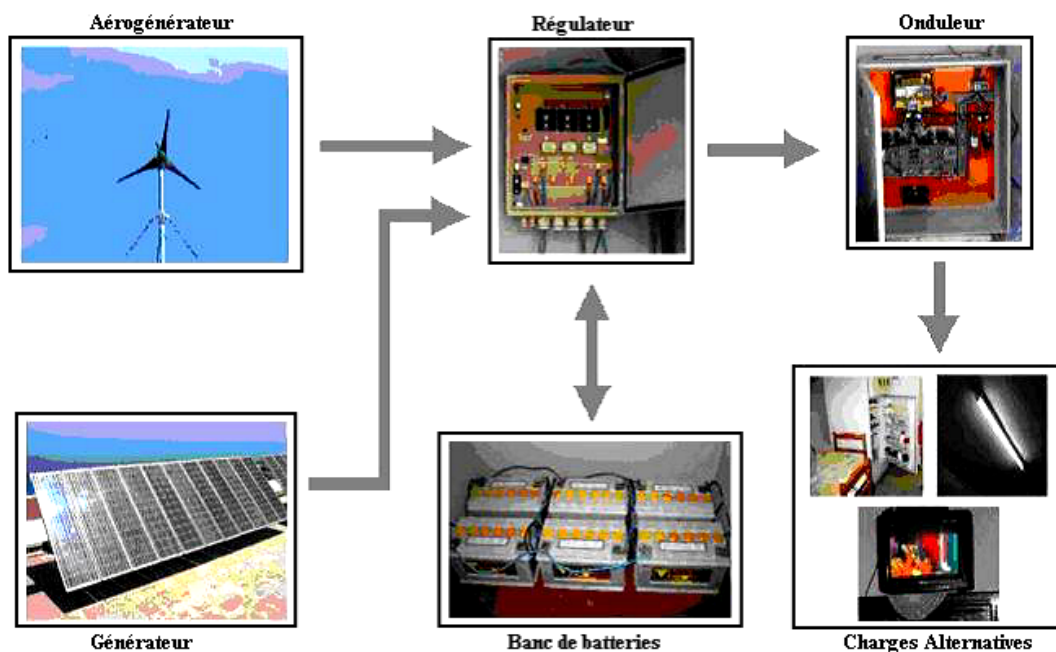 Aérogénérateur
Régulateur
Onduleur
Générateur
Banc de batteries
Charges Alternatives